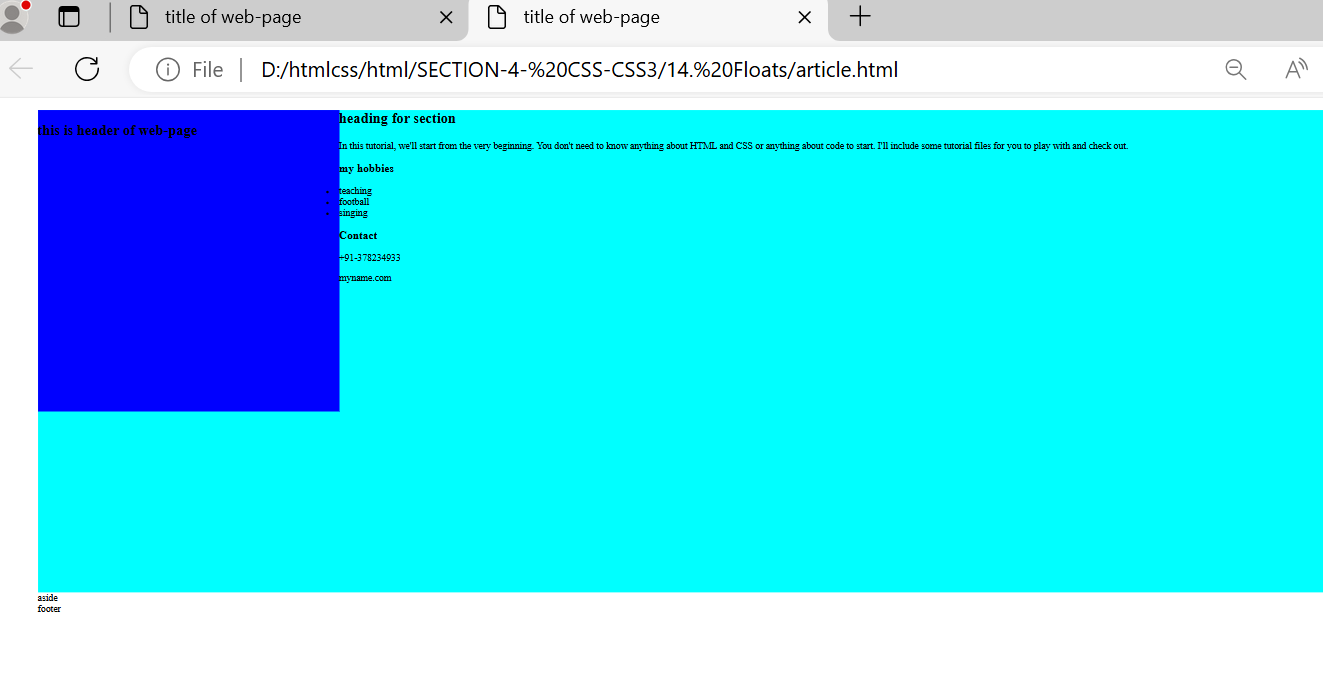 title of web-page
title of web-page
File
D:/htmlcss/html/SECTION-4-%20CSS-CSS3/14.%20Floats/article.html
this is header of web-page
heading for section
In this tutorial, we'll start from the very beginning. You don't need to know anything about HTML and CSS or anything about code to start. I'll include some tutorial files for you to play with and check out.
my hobbies
teaching
football
singing
Contact
+91-378234933
myname.com
aside
footer